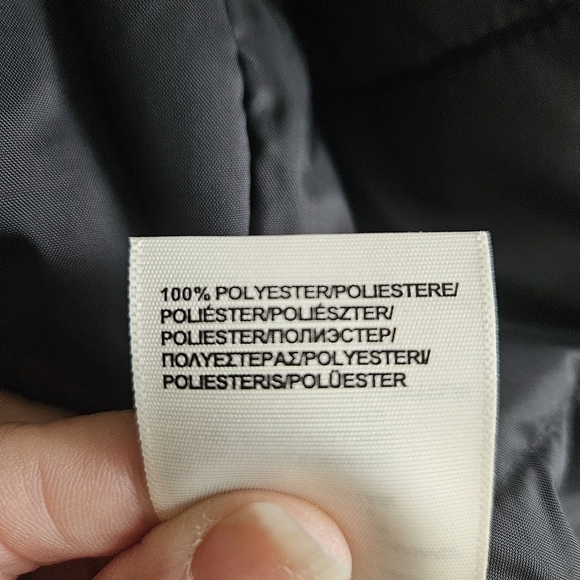 100% POLYESTER/POLIESTERE/
POLIÉSTER/POLIÉSZTER/
POLIESTER/ПОЛИЭСТЕР/
ΠΟΛΥΕΣΤΕΡΑΣ/POLYESTERI/
POLIESTERIS/POLÜESTER